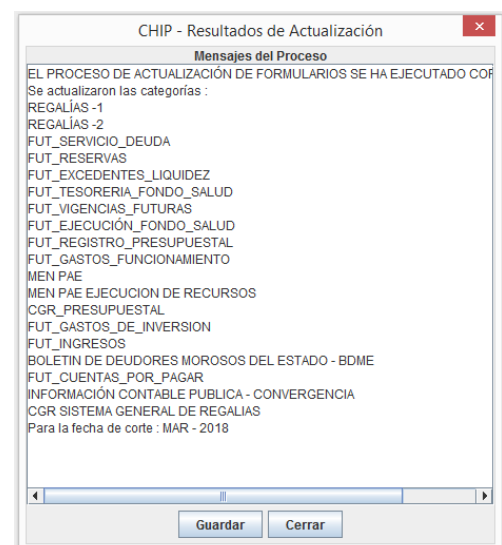 CHIP - Resultados de Actualización
Mensajes del Proceso
EL PROCESO DE ACTUALIZACIÓN DE FORMULARIOS SE HA EJECUTADO
Se actualizaron las categorías :
REGALÍAS -1
REGALÍAS -2
FUT_SERVICIO_DEUDA
FUT_RESERVAS
FUT_EXCEDENTES_LIQUIDEZ
FUT_TESORERIA_FONDO_SALUD
FUT_VIGENCIAS_FUTURAS
FUT_EJECUCIÓN_FONDO_SALUD
FUT_REGISTRO_PRESUPUESTAL
FUT_GASTOS_FUNCIONAMIENTO
MEN PAE
MEN PAE EJECUCION DE RECURSOS
CGR_PRESUPUESTAL
FUT_GASTOS_DE_INVERSION
FUT_INGRESOS
BOLETIN DE DEUDORES MOROSOS DEL ESTADO - BDME
FUT_CUENTAS_POR_PAGAR
INFORMACIÓN CONTABLE PUBLICA - CONVERGENCIA
CGR SISTEMA GENERAL DE REGALIAS
Para la fecha de corte : MAR - 2018
Guardar Cerrar